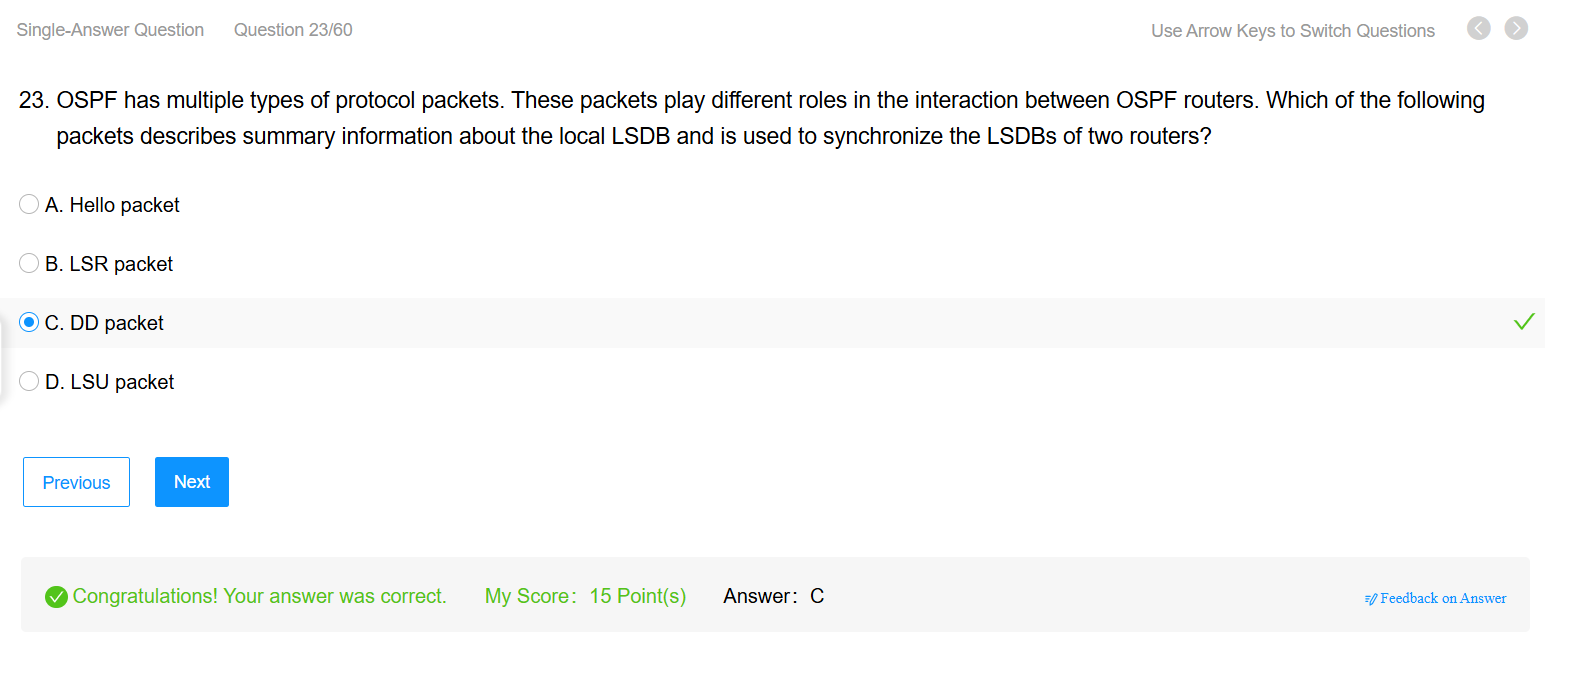 Single-Answer Question Question 23/60 Use Arrow Keys to Switch Questions
23. OSPF has multiple types of protocol packets. These packets play different roles in the interaction between OSPF routers. Which of the following
packets describes summary information about the local LSDB and is used to synchronize the LSDBs of two routers?
A. Hello packet
B. LSR packet
C. DD packet
D. LSU packet
Previous Next
Congratulations! Your answer was correct. My Score: 15 Point(s) Answer: C Feedback on Answer